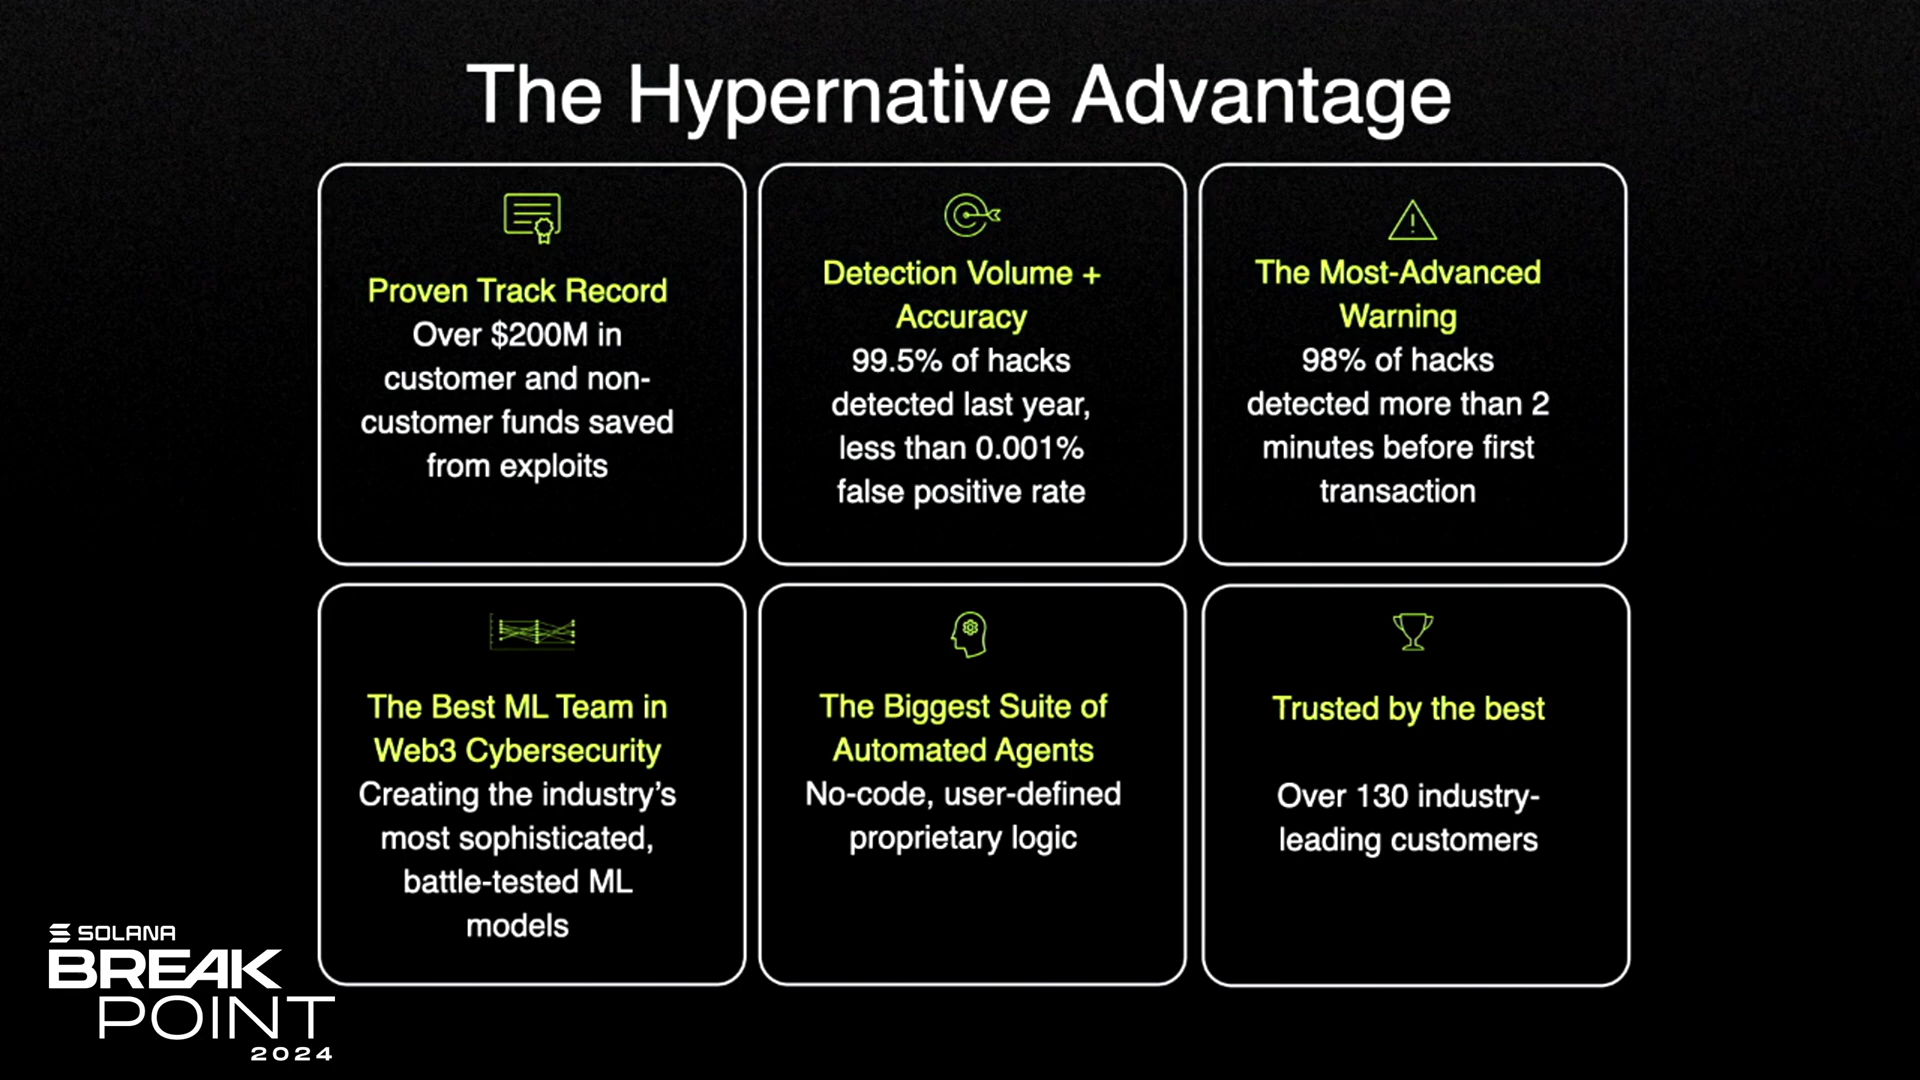 The Hypernative Advantage
Proven Track Record
Over $200M in
customer and non-
customer funds saved
from exploits
Detection Volume +
Accuracy
99.5% of hacks
detected last year,
less than 0.001%
false positive rate
The Most-Advanced
Warning
98% of hacks
detected more than 2
minutes before first
transaction
The Best ML Team in
Web3 Cybersecurity
Creating the industry’s
most sophisticated,
battle-tested ML
models
The Biggest Suite of
Automated Agents
No-code, user-defined
proprietary logic
Trusted by the best
Over 130 industry-
leading customers
SOLANA
BREAK
POINT
2024